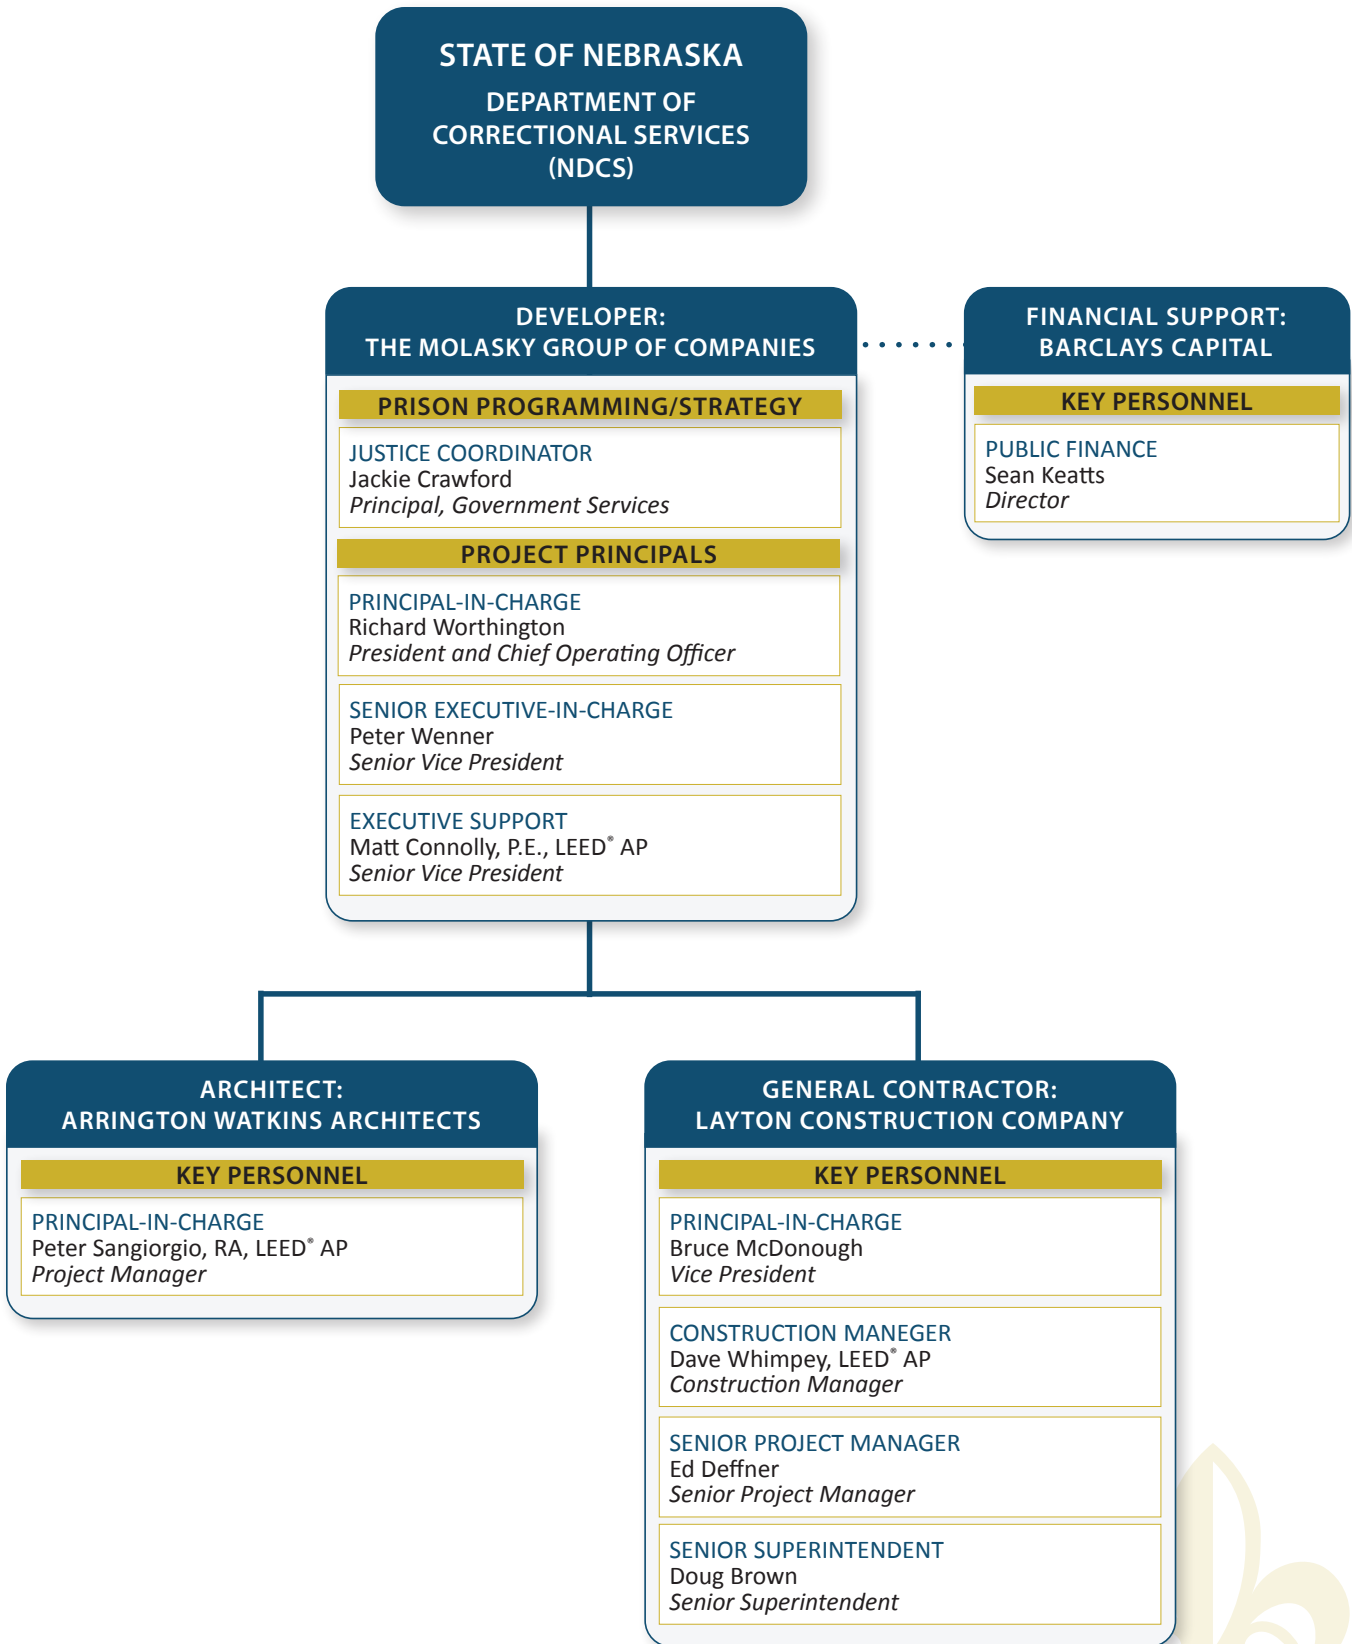 STATE OF NEBRASKA
DEPARTMENT OF
CORRECTIONAL SERVICES
(NDCS)
DEVELOPER:
THE MOLASKY GROUP OF COMPANIES
PRISON PROGRAMMING/STRATEGY
JUSTICE COORDINATOR
Jackie Crawford
Principal, Government Services
PROJECT PRINCIPALS
PRINCIPAL-IN-CHARGE
Richard Worthington
President and Chief Operating Officer
SENIOR EXECUTIVE-IN-CHARGE
Peter Wenner
Senior Vice President
EXECUTIVE SUPPORT
Matt Connolly, P.E., LEED® AP
Senior Vice President
FINANCIAL SUPPORT:
BARCLAYS CAPITAL
KEY PERSONNEL
PUBLIC FINANCE
Sean Keatts
Director
ARCHITECT:
ARRINGTON WATKINS ARCHITECTS
KEY PERSONNEL
PRINCIPAL-IN-CHARGE
Peter Sangiorgio, RA, LEED® AP
Project Manager
GENERAL CONTRACTOR:
LAYTON CONSTRUCTION COMPANY
KEY PERSONNEL
PRINCIPAL-IN-CHARGE
Bruce McDonough
Vice President
CONSTRUCTION MANEGER
Dave Whimpey, LEED® AP
Construction Manager
SENIOR PROJECT MANAGER
Ed Deffner
Senior Project Manager
SENIOR SUPERINTENDENT
Doug Brown
Senior Superintendent